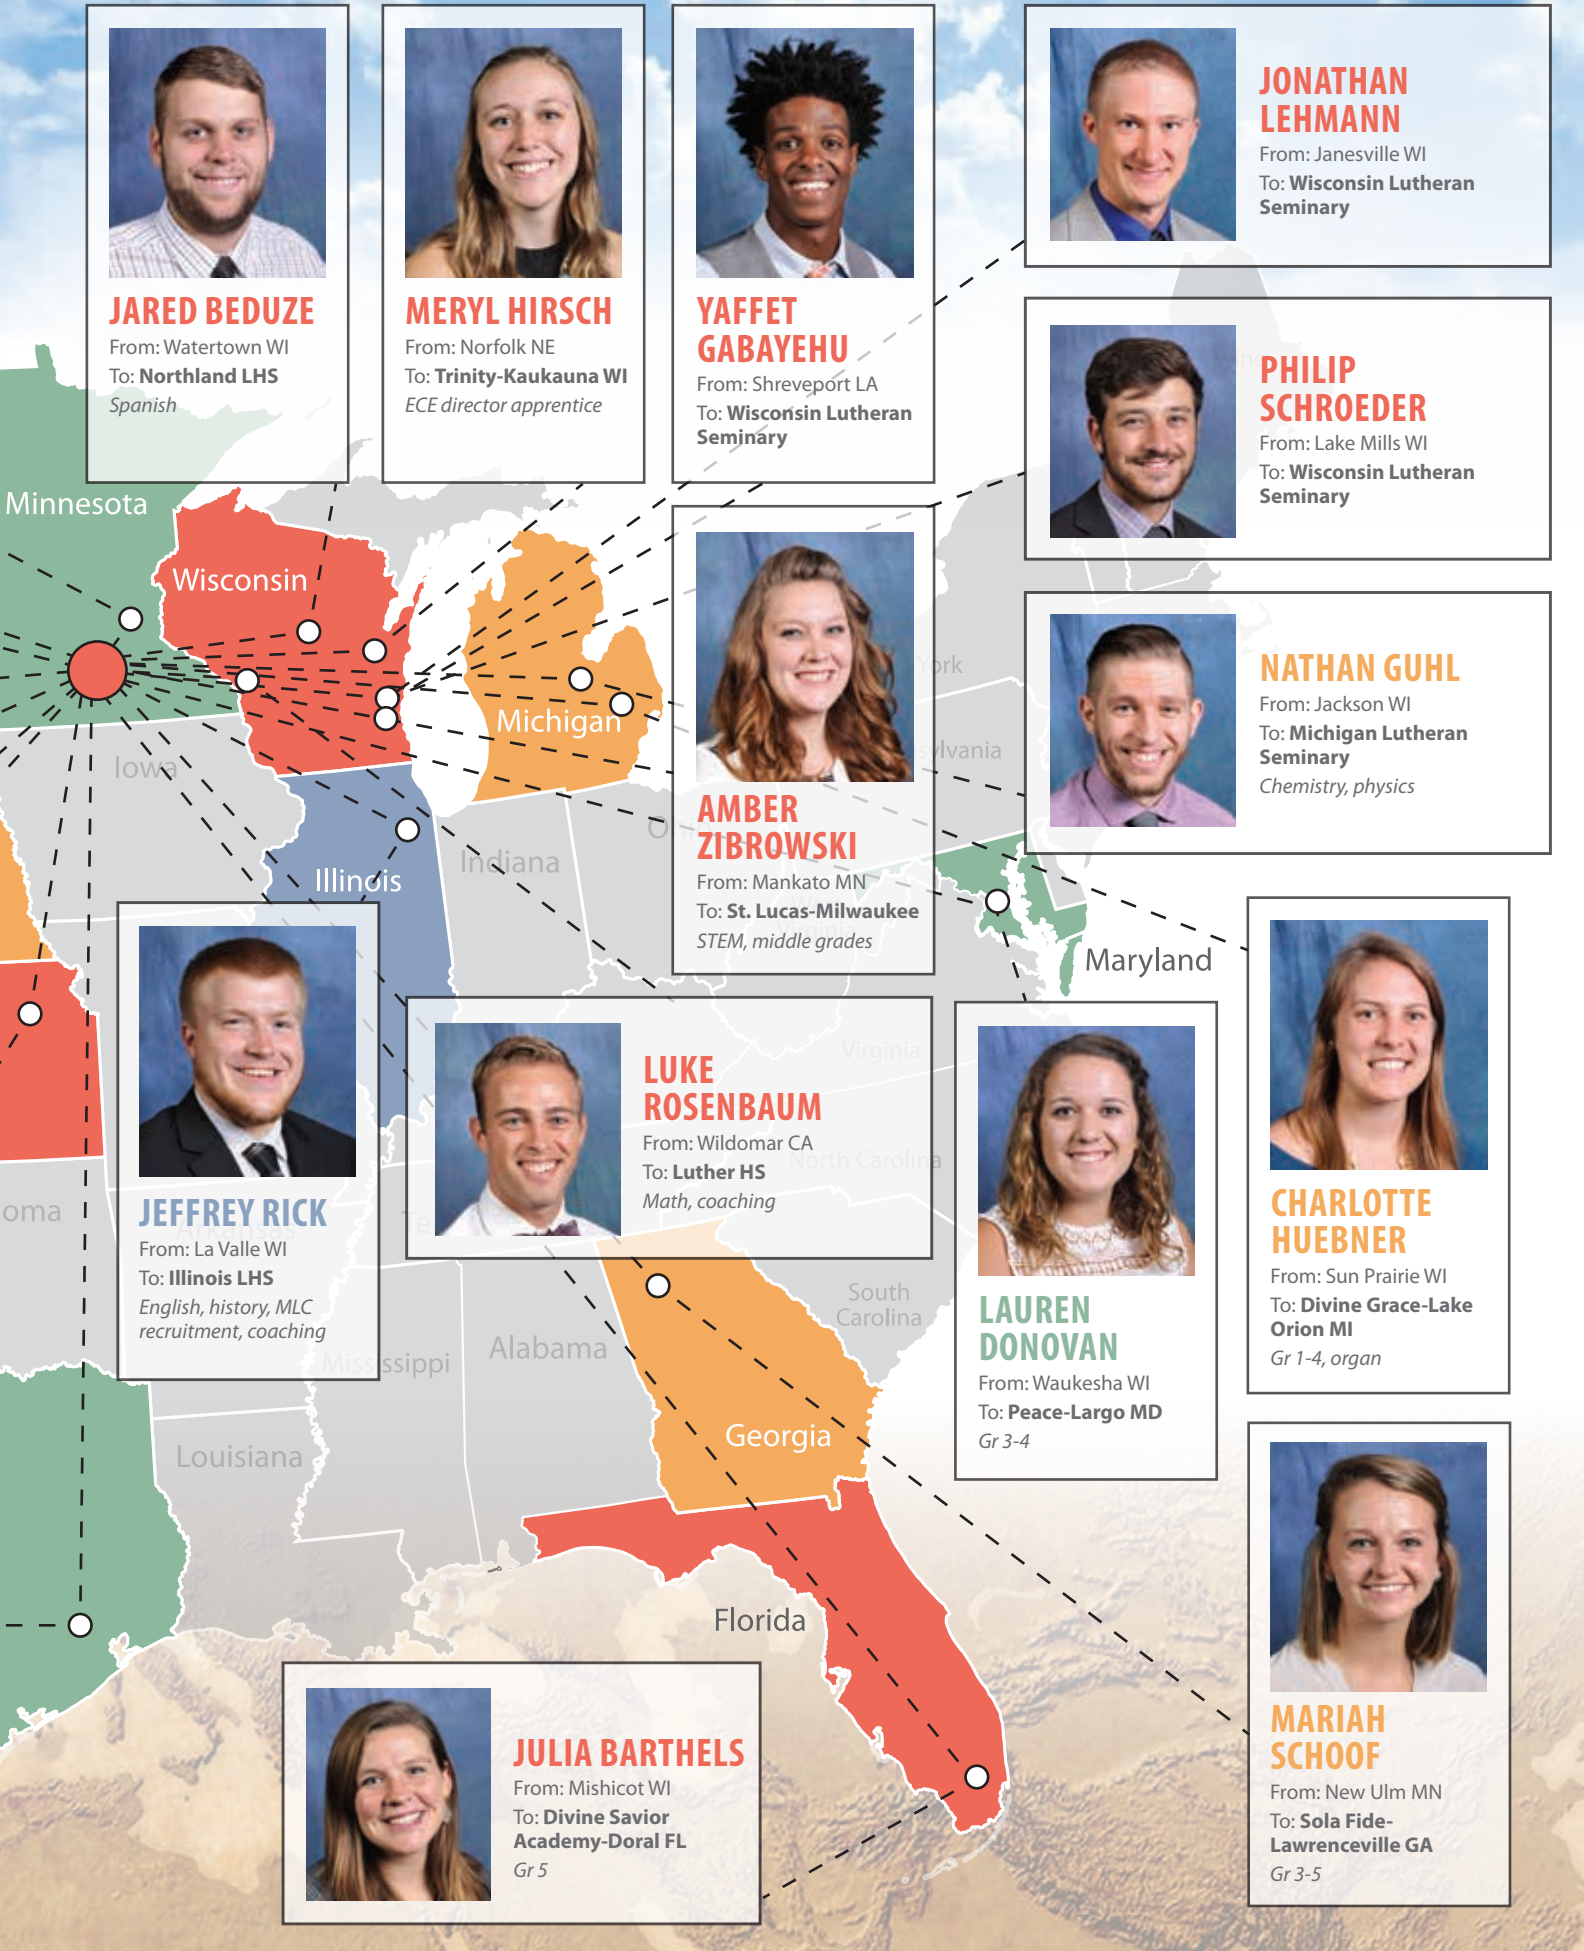 JARED BEDUZE
From: Watertown WI
To: Northland LHS
Spanish
MERYL HIRSCH
From: Norfolk NE
To: Trinity-Kaukauna WI
ECE director apprentice
YAFFET
GABAYEHU
From: Shreveport LA
To: Wisconsin Lutheran
Seminary
JONATHAN
LEHMANN
From: Janesville WI
To: Wisconsin Lutheran
Seminary
PHILIP
SCHROEDER
From: Lake Mills WI
To: Wisconsin Lutheran
Seminary
NATHAN GUHL
From: Jackson WI
To: Michigan Lutheran
Seminary
Chemistry, physics
AMBER
ZIBROWSKI
From: Mankato MN
To: St. Lucas-Milwaukee
STEM, middle grades
Minnesota
Wisconsin
Michigan
Iowa
Illinois
Indiana
York
sylvania
Maryland
Virginia
Virginia
North Carolina
South
Carolina
oma
Arkansas
Mississippi
Alabama
Georgia
Louisiana
Florida
JEFFREY RICK
From: La Valle WI
To: Illinois LHS
English, history, MLC
recruitment, coaching
LUKE
ROSENBAUM
From: Wildomar CA
To: Luther HS
Math, coaching
LAUREN
DONOVAN
From: Waukesha WI
To: Peace-Largo MD
Gr 3-4
CHARLOTTE
HUEBNER
From: Sun Prairie WI
To: Divine Grace-Lake
Orion MI
Gr 1-4, organ
MARIAH
SCHOOF
From: New Ulm MN
To: Sola Fide-
Lawrenceville GA
Gr 3-5
JULIA BARTHELS
From: Mishicot WI
To: Divine Savior
Academy-Doral FL
Gr 5